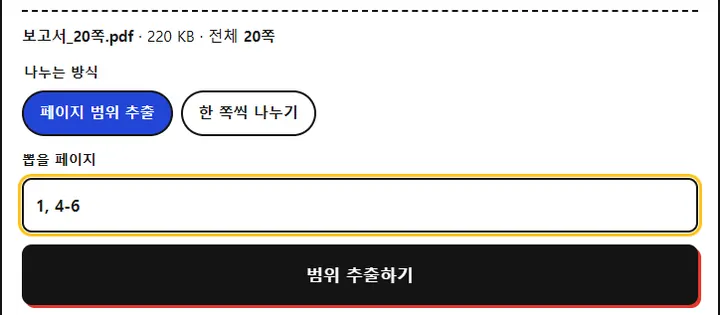 보고서_20쪽.pdf · 220 KB · 전체 20쪽
나누는 방식
페이지 범위 추출 한 쪽씩 나누기
뽑을 페이지
1, 4-6
범위 추출하기